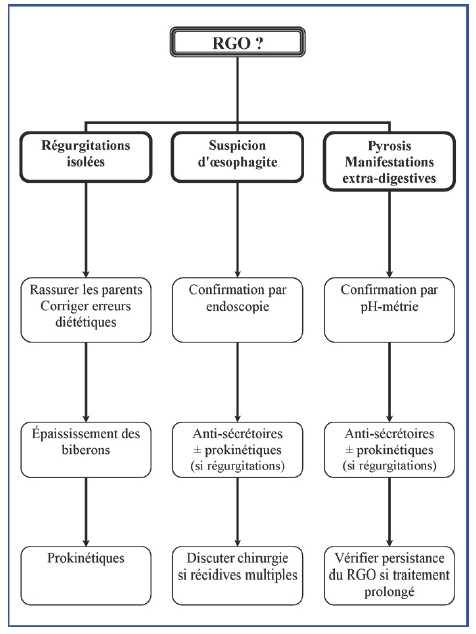 RGO ?
Régurgitations
isolées
Suspicion
d'œsophagite
Pyrosis
Manifestations
extra-digestives
Rassurer les parents
Corriger erreurs
diététiques
Confirmation par
endoscopie
Confirmation par
pH-métrie
Épaississement des
biberons
Anti-sécrétoires
± prokinétiques
(si régurgitations)
Anti-sécrétoires
± prokinétiques
(si régurgitations)
Prokinétiques
Discuter chirurgie
si récidives multiples
Vérifier persistance
du RGO si traitement
prolongé